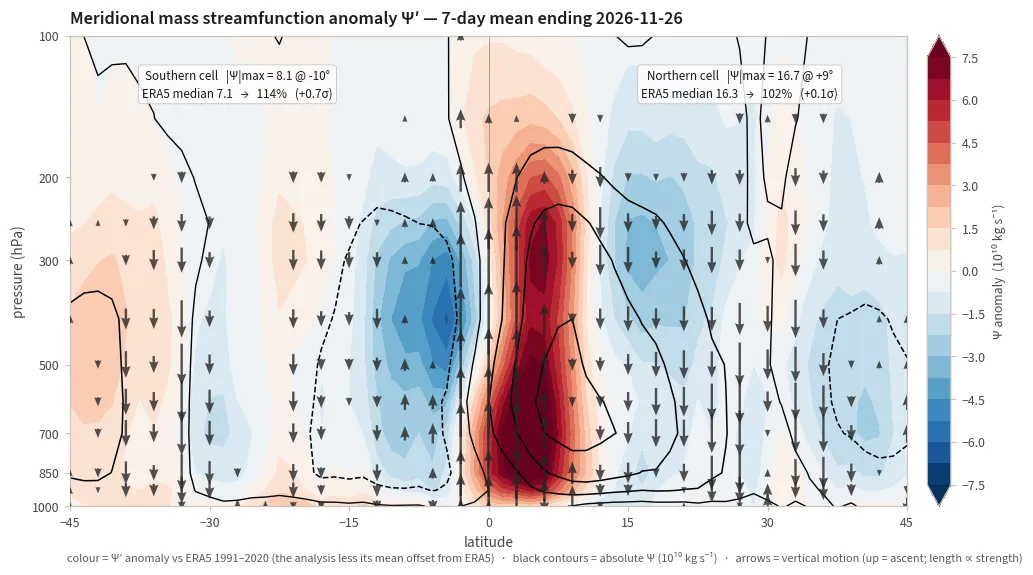 Meridional mass streamfunction anomaly Ψ′ — 7-day mean ending 2026-11-26
Southern cell |Ψ|max = 8.1 @ -10°
ERA5 median 7.1 → 114% (+0.7σ)
Northern cell |Ψ|max = 16.7 @ +9°
ERA5 median 16.3 → 102% (+0.1σ)
pressure (hPa)
100
200
300
500
700
850
1000
−45
−30
−15
0
15
30
45
latitude
7.5
6.0
4.5
3.0
1.5
0.0
−1.5
−3.0
−4.5
−6.0
−7.5
Ψ anomaly (10¹⁰ kg s⁻¹)
colour = Ψ′ anomaly vs ERA5 1991–2020 (the analysis less its mean offset from ERA5) · black contours = absolute Ψ (10¹⁰ kg s⁻¹) · arrows = vertical motion (up = ascent; length ∝ strength)